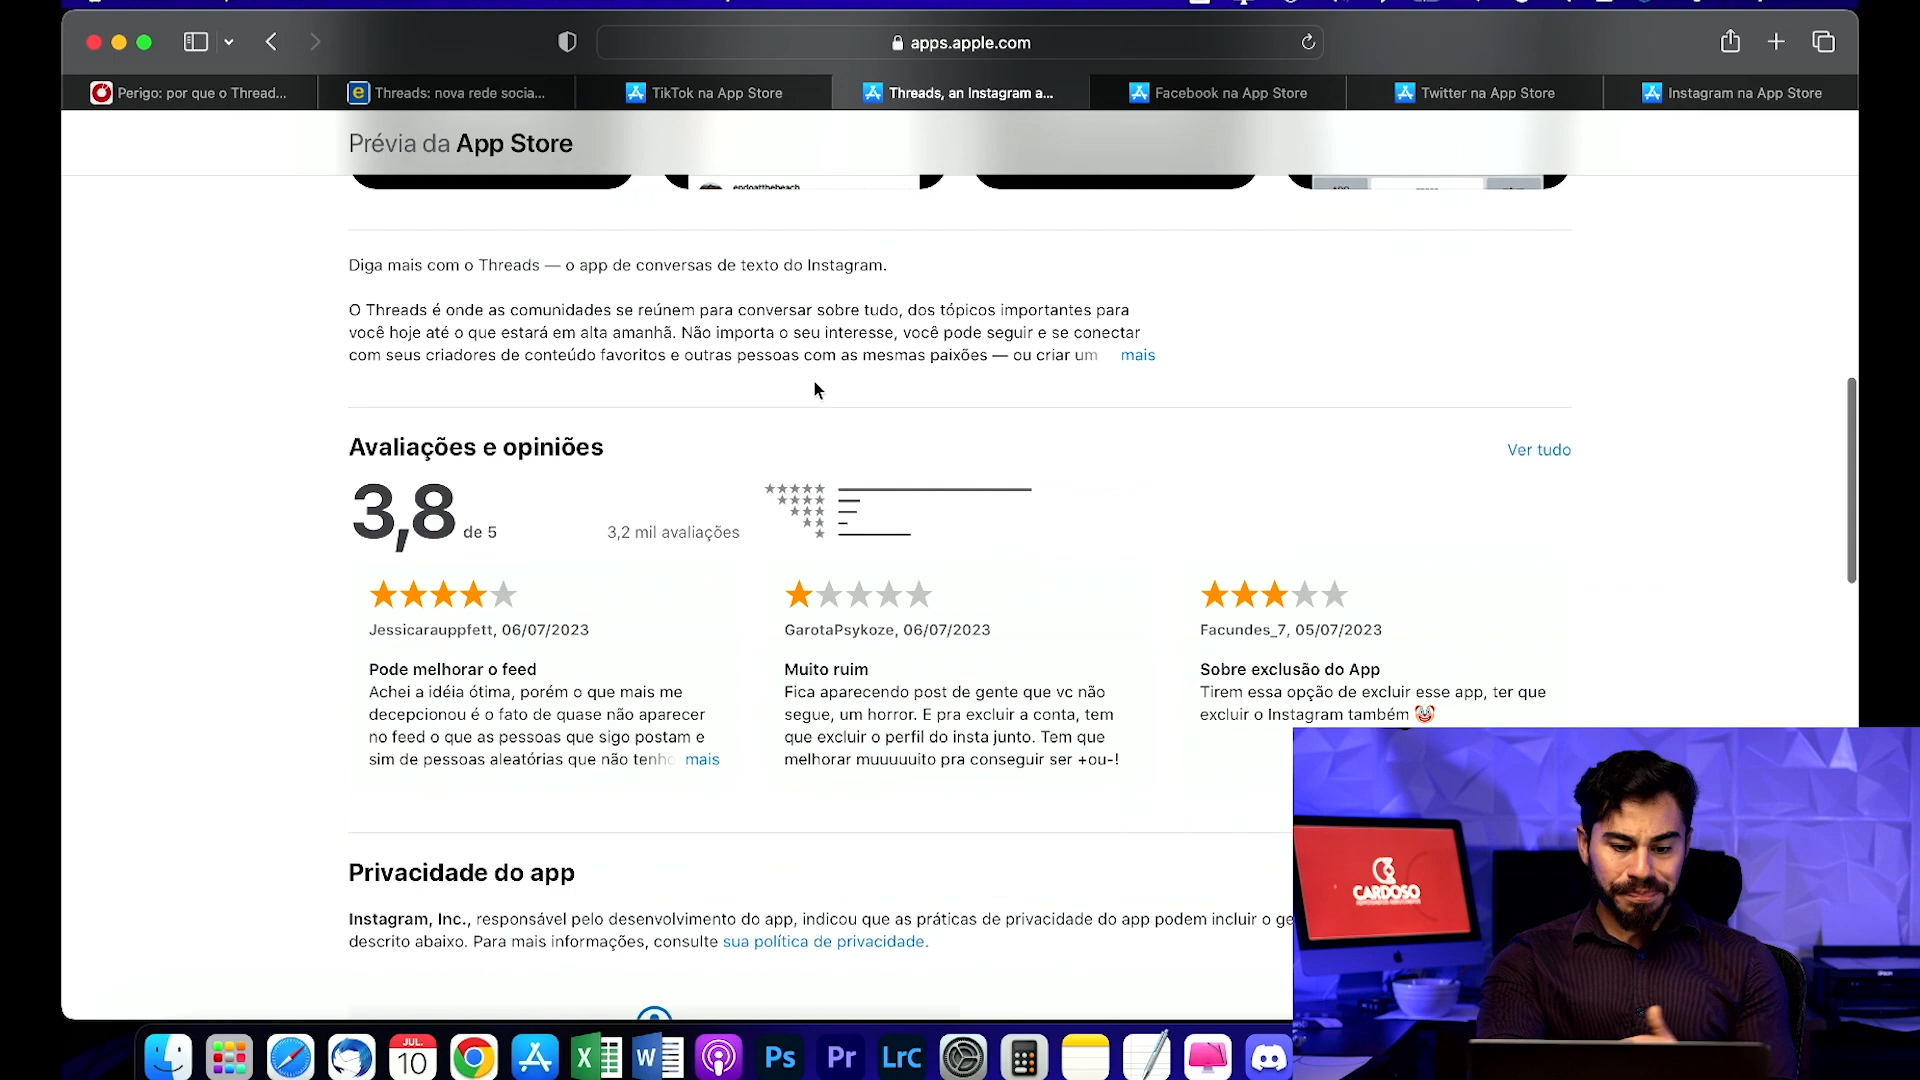 apps.apple.com
Perigo: por que o Thread...
Threads: nova rede socia...
TikTok na App Store
Threads, an Instagram a...
Facebook na App Store
Twitter na App Store
Instagram na App Store
Prévia da App Store
endoatthebeach
Diga mais com o Threads — o app de conversas de texto do Instagram.
O Threads é onde as comunidades se reúnem para conversar sobre tudo, dos tópicos importantes para
você hoje até o que estará em alta amanhã. Não importa o seu interesse, você pode seguir e se conectar
com seus criadores de conteúdo favoritos e outras pessoas com as mesmas paixões — ou criar um mais
Avaliações e opiniões
Ver tudo
3,8 de 5
3,2 mil avaliações
Jessicarauppfett, 06/07/2023
Pode melhorar o feed
Achei a idéia ótima, porém o que mais me
decepcionou é o fato de quase não aparecer
no feed o que as pessoas que sigo postam e
sim de pessoas aleatórias que não tenho mais
GarotaPsykoze, 06/07/2023
Muito ruim
Fica aparecendo post de gente que vc não
segue, um horror. E pra excluir a conta, tem
que excluir o perfil do insta junto. Tem que
melhorar muuuuuito pra conseguir ser +ou-!
Facundes_7, 05/07/2023
Sobre exclusão do App
Tirem essa opção de excluir esse app, ter que
excluir o Instagram também 🤡
Privacidade do app
Instagram, Inc., responsável pelo desenvolvimento do app, indicou que as práticas de privacidade do app podem incluir o ge
descrito abaixo. Para mais informações, consulte sua política de privacidade.
CARDOSO
JUL
10
Ps
Pr
LrC